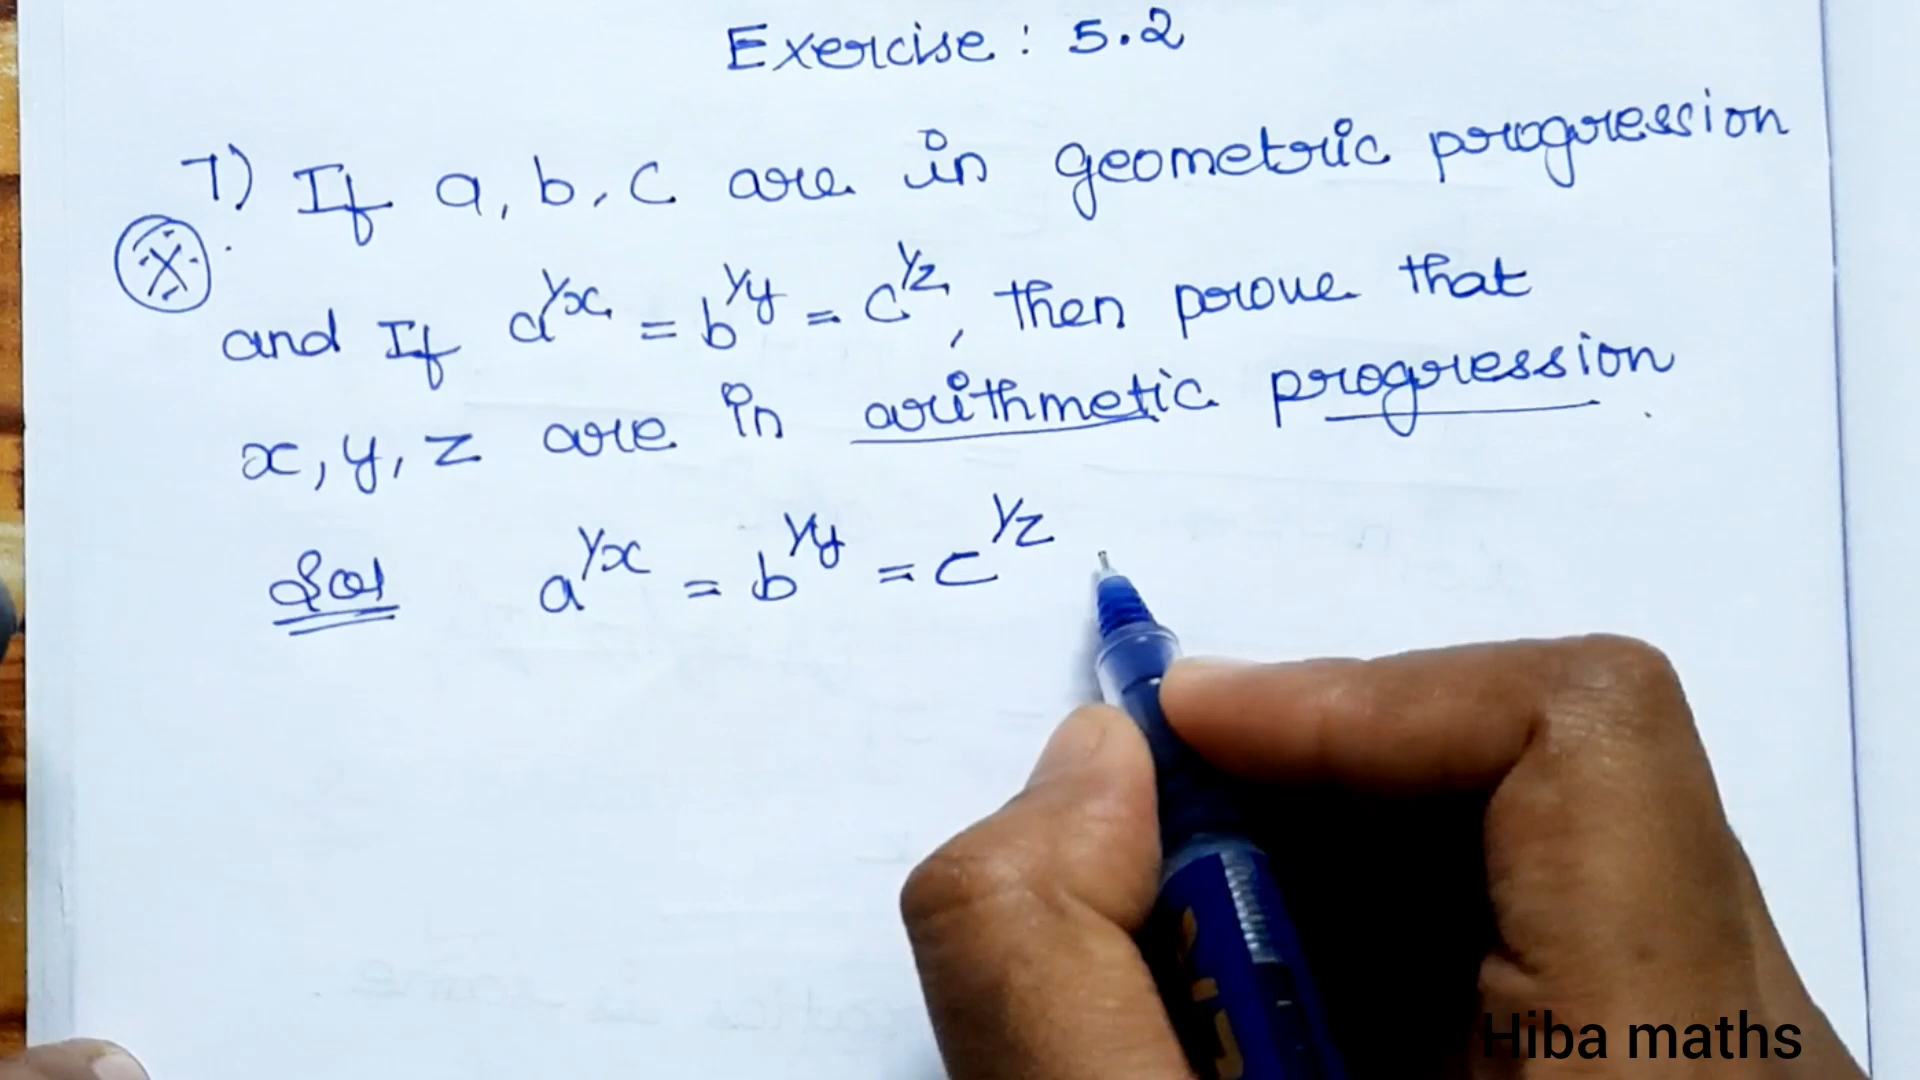 Exercise : 5.2
7) If a, b, c are in geometric progression
and If a^1/x = b^1/y = c^1/z, then prove that
x, y, z are in arithmetic progression.
Sol a^1/x = b^1/y = c^1/z
Hiba maths